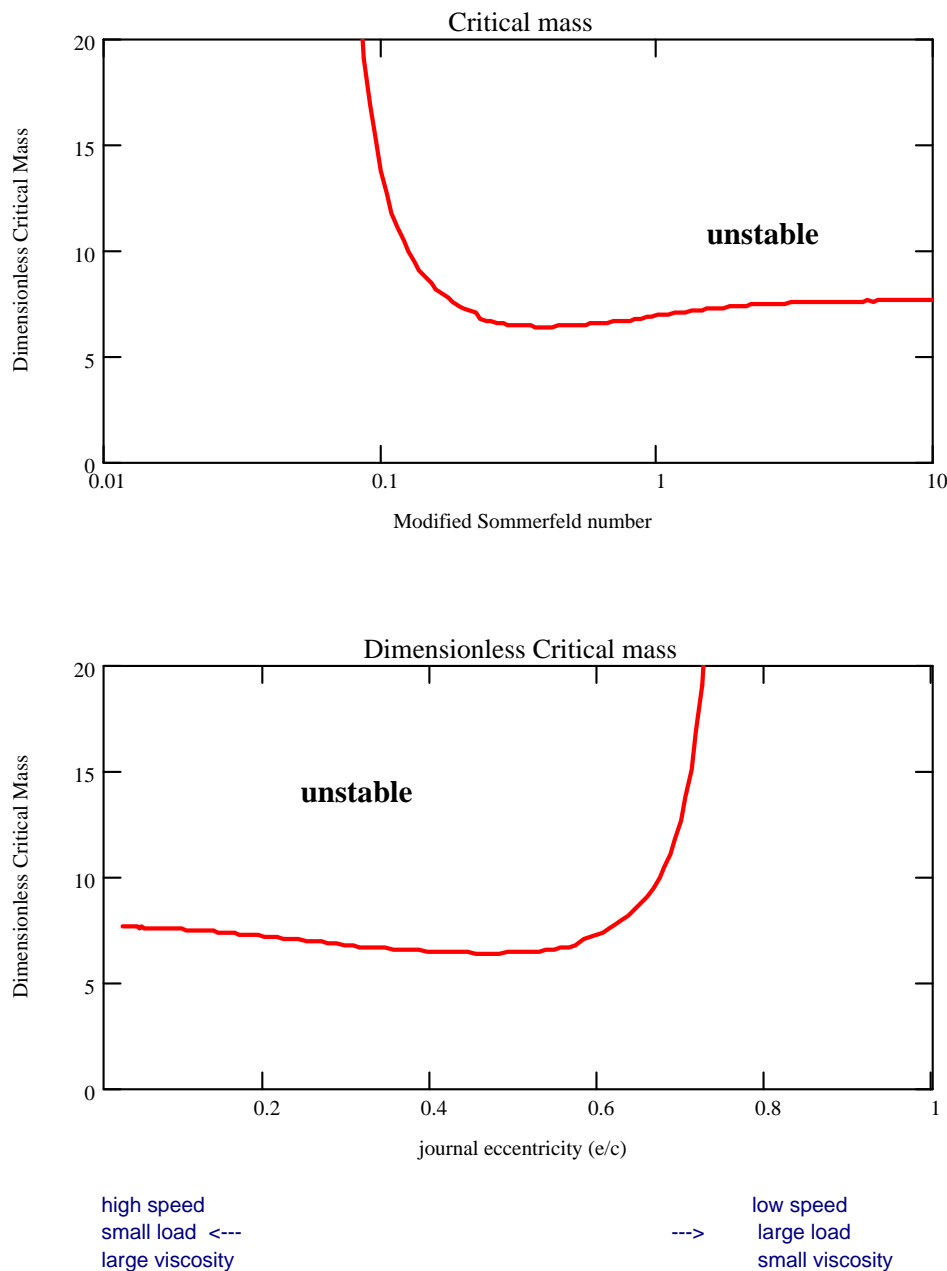 Critical mass
20
15
10
5
0
Dimensionless Critical Mass
unstable
0.01
0.1
1
10
Modified Sommerfeld number
Dimensionless Critical mass
20
15
10
5
0
Dimensionless Critical Mass
unstable
0.2
0.4
0.6
0.8
1
journal eccentricity (e/c)
high speed
low speed
small load <---
---> large load
large viscosity
small viscosity